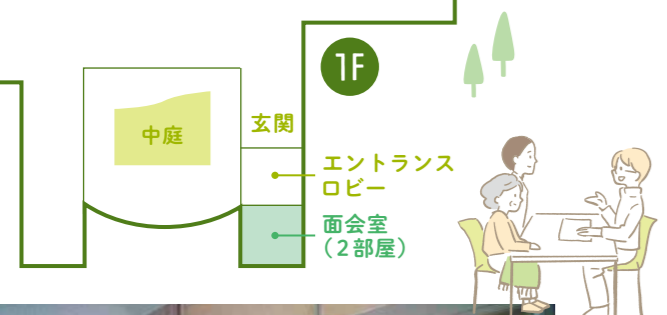 1F
中庭
玄関
エントランス
ロビー
面会室
（2部屋）